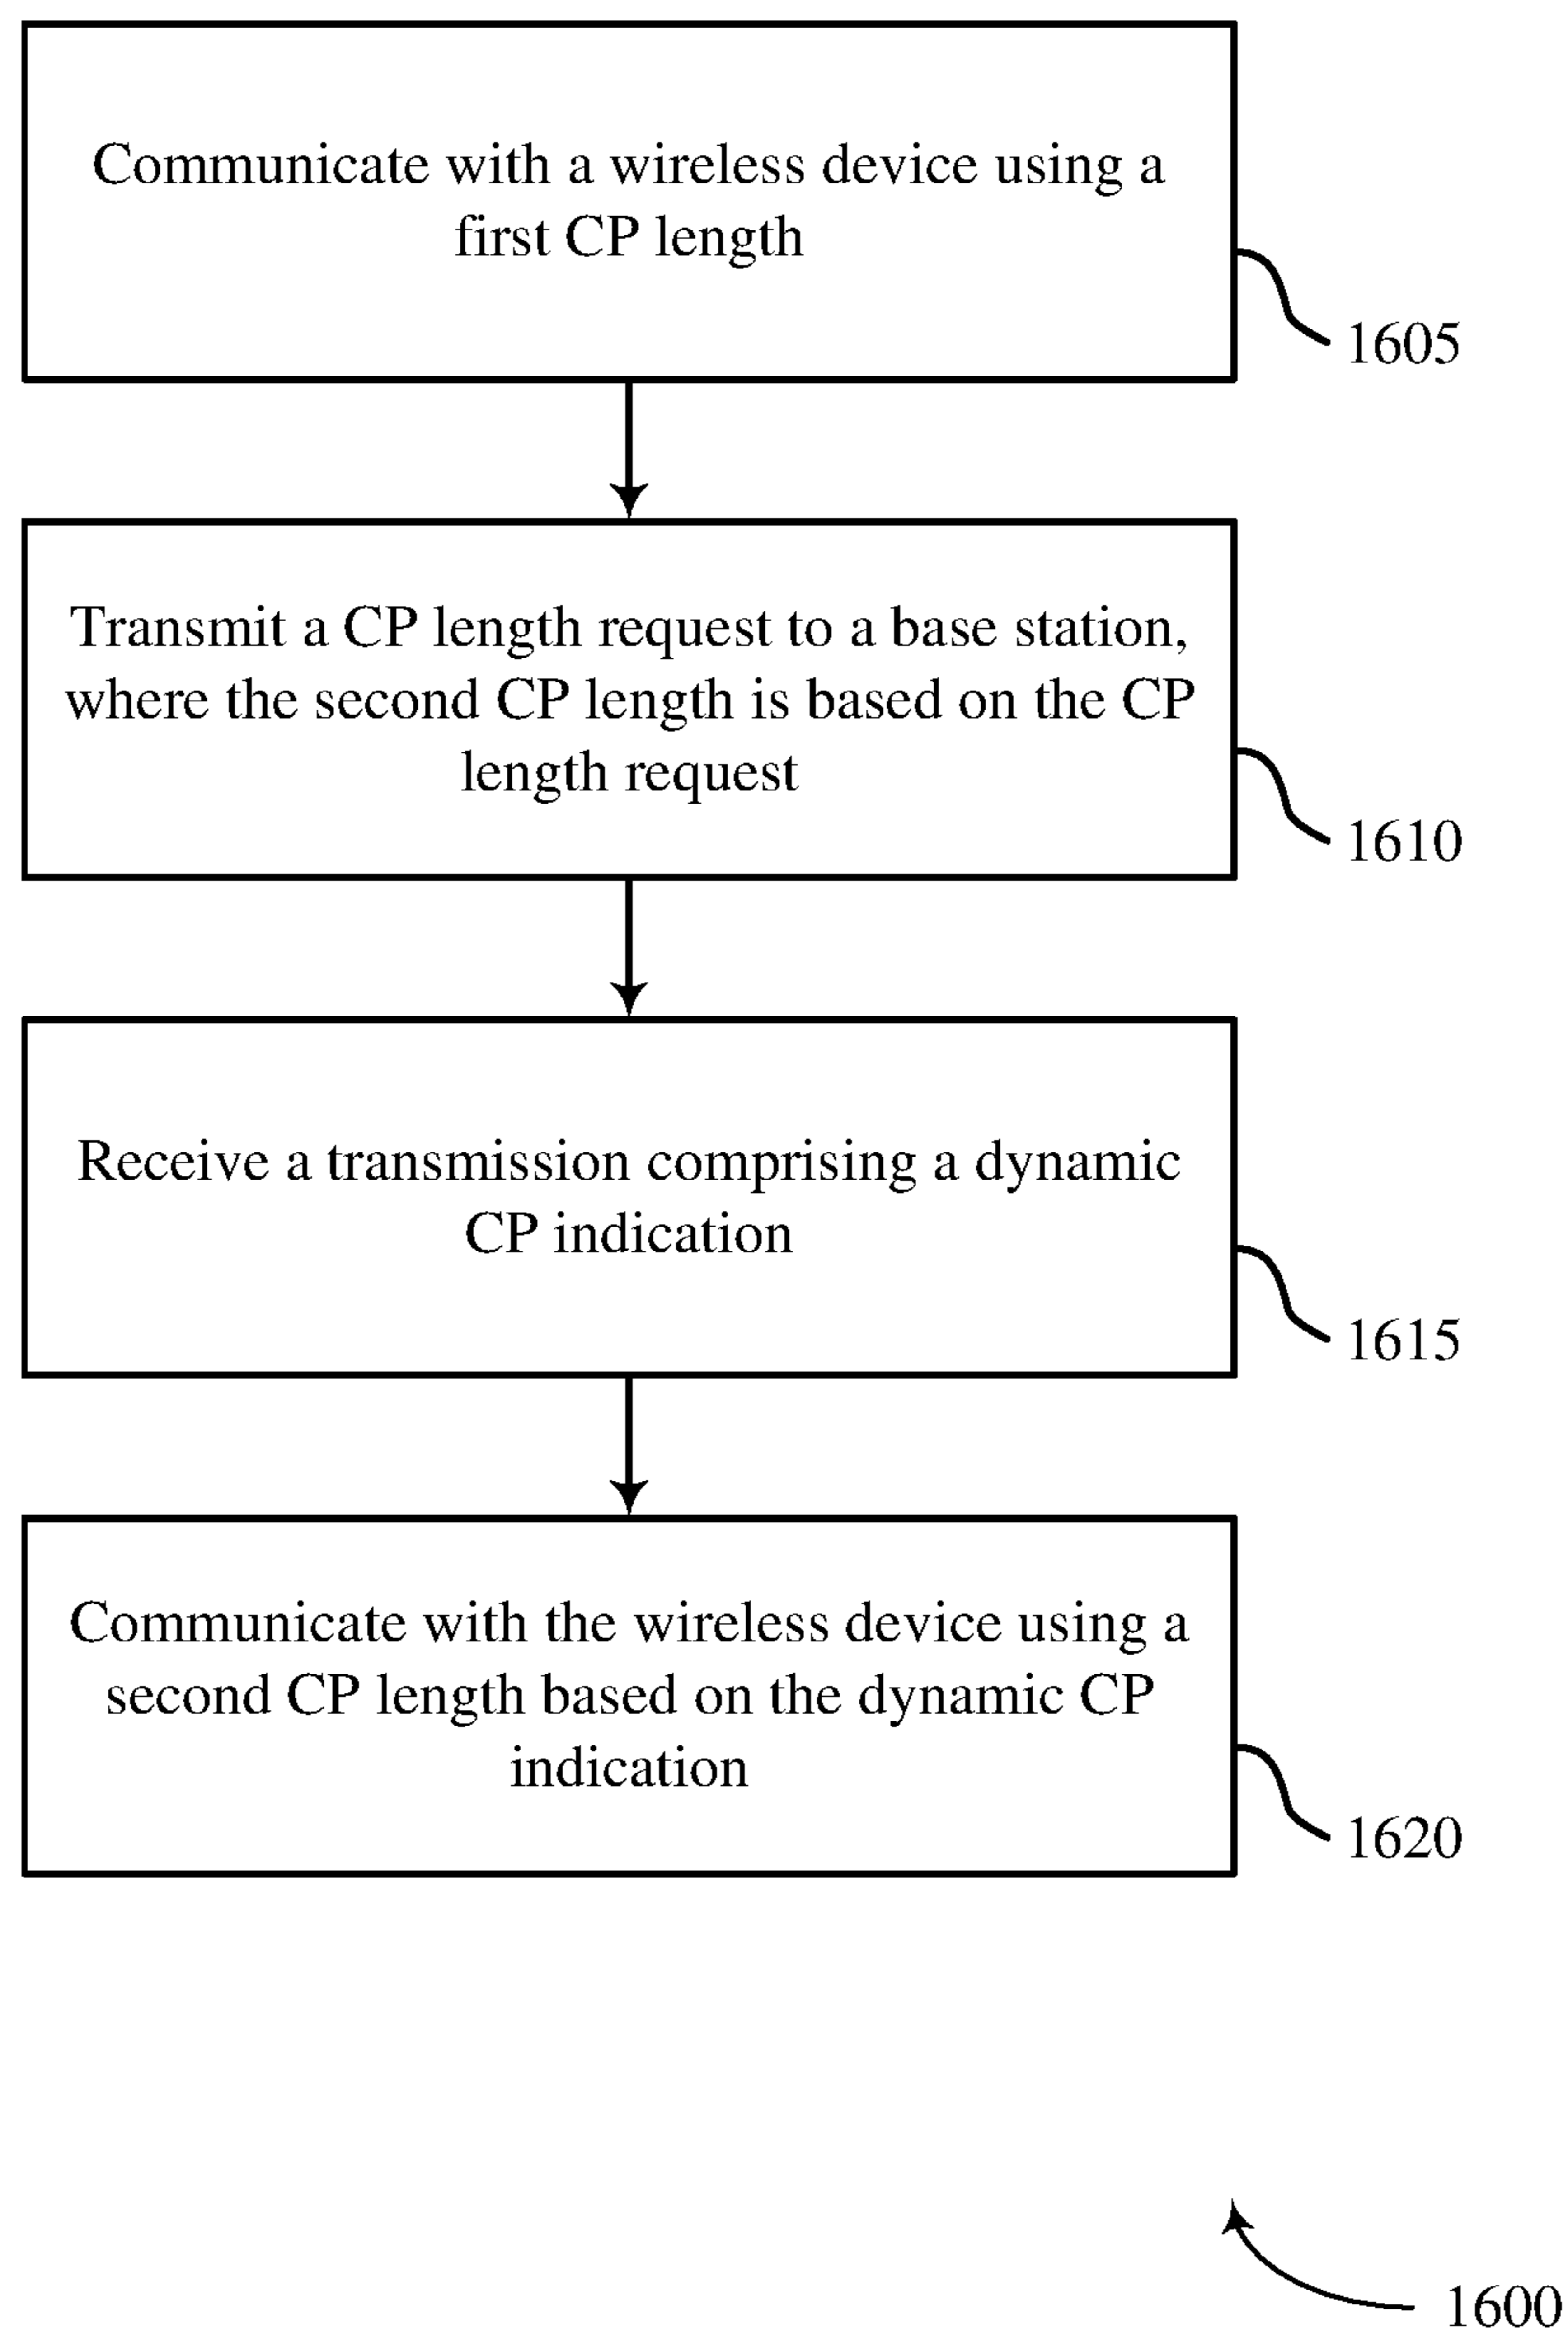 Communicate with a wireless device using a
first CP length
1605
Transmit a CP length request to a base station,
where the second CP length is based on the CP
length request
1610
Receive a transmission comprising a dynamic
CP indication
1615
Communicate with the wireless device using a
second CP length based on the dynamic CP
indication
1620
1600